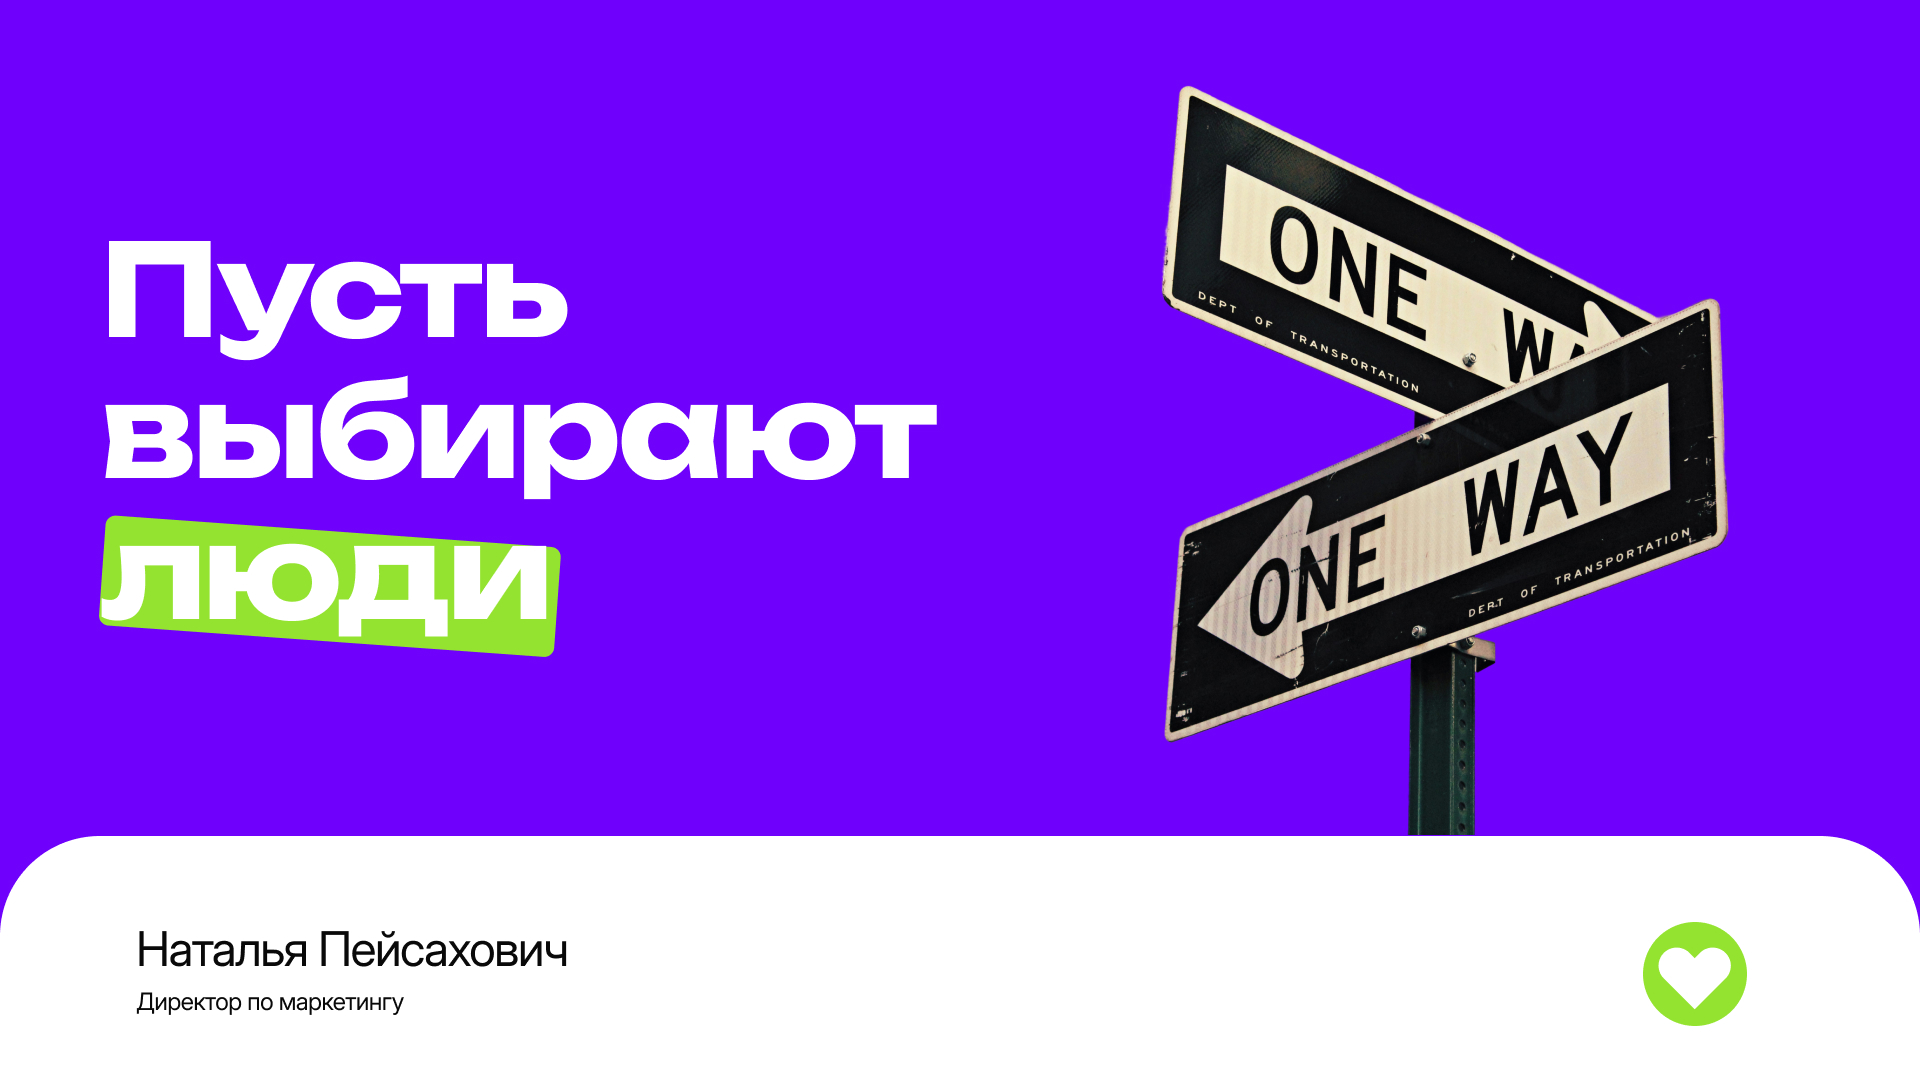 Пусть
выбирают
люди
ONE W
DEPT OF TRANSPORTATION
ONE WAY
DEPT OF TRANSPORTATION
Наталья Пейсахович
Директор по маркетингу